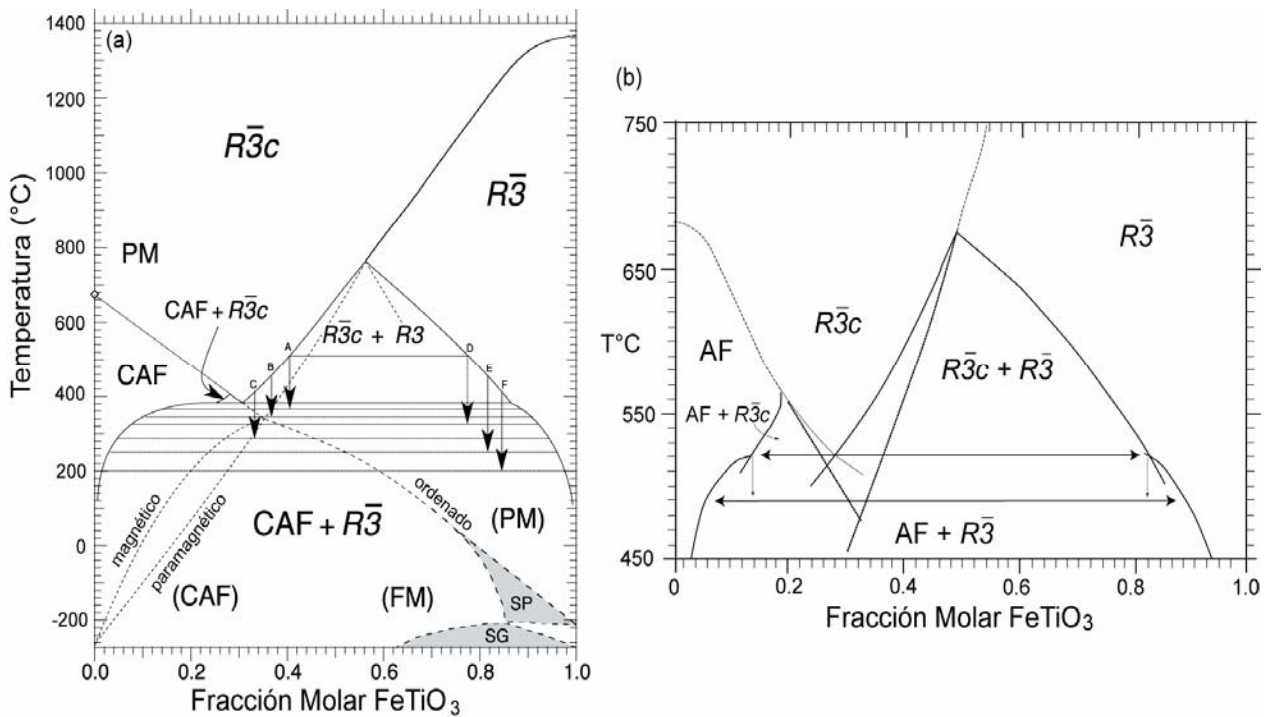 (a)
1400
1200
1000
800
600
400
200
0
-200
Temperatura (°C)
R3̅c
R3̅
PM
CAF + R3̅c
R3̅c + R3
CAF
A
B
C
D
E
F
magnético
paramagnético
ordenado
CAF + R3̅
(PM)
(CAF)
(FM)
SP
SG
0.0
0.2
0.4
0.6
0.8
1.0
Fracción Molar FeTiO3
(b)
750
650
T°C
550
450
R3̅c
R3̅
AF
R3̅c + R3̅
AF + R3̅c
AF + R3̅
0
0.2
0.4
0.6
0.8
1.0
Fracción Molar FeTiO3